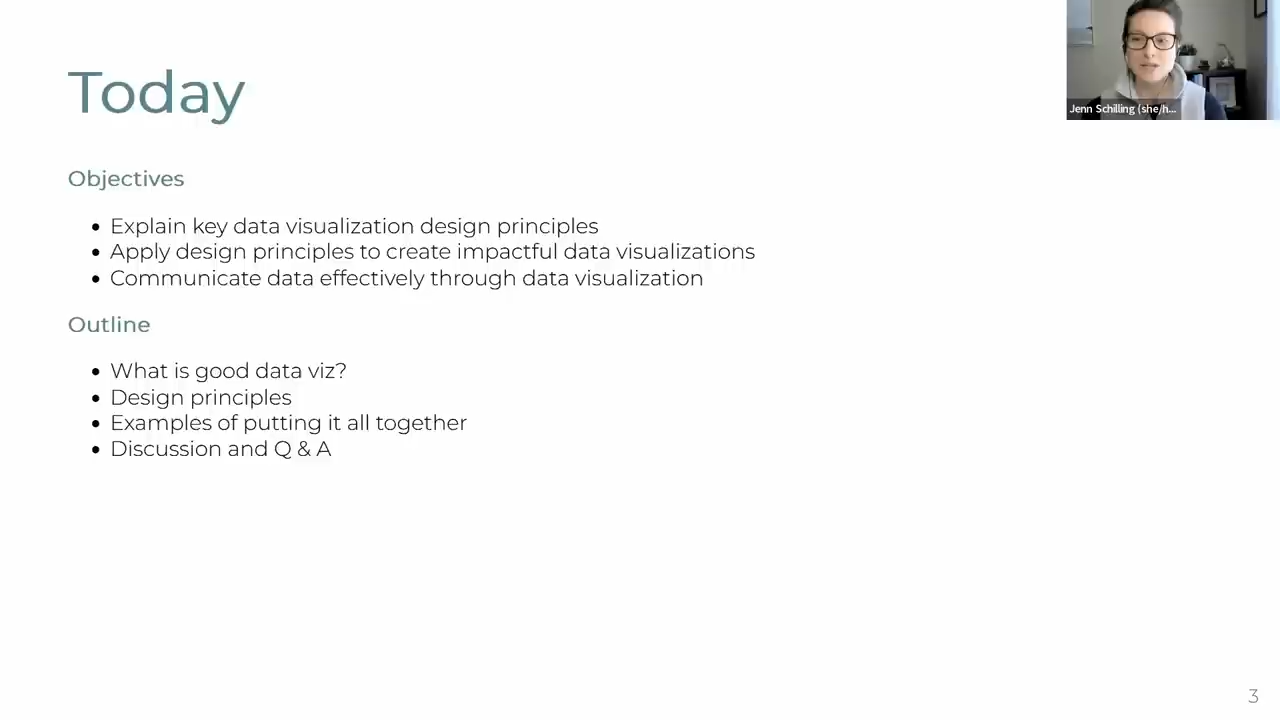 Today
Jenn Schilling (she/h...
Objectives
Explain key data visualization design principles
Apply design principles to create impactful data visualizations
Communicate data effectively through data visualization
Outline
What is good data viz?
Design principles
Examples of putting it all together
Discussion and Q & A
3